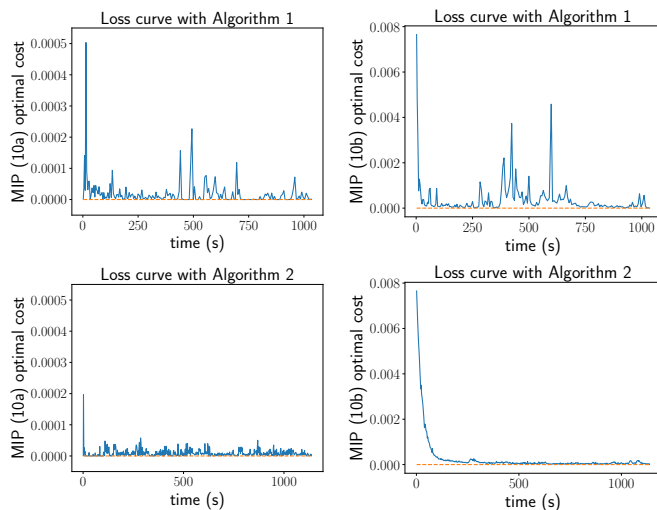 Loss curve with Algorithm 1
MIP (10a) optimal cost
0.0005
0.0004
0.0003
0.0002
0.0001
0.0000
0 500 1000
time (s)
Loss curve with Algorithm 1
MIP (10b) optimal cost
0.008
0.006
0.004
0.002
0.000
0 500 1000
time (s)
Loss curve with Algorithm 2
MIP (10a) optimal cost
0.0005
0.0004
0.0003
0.0002
0.0001
0.0000
0 500 1000
time (s)
Loss curve with Algorithm 2
MIP (10b) optimal cost
0.008
0.006
0.004
0.002
0.000
0 500 1000
time (s)